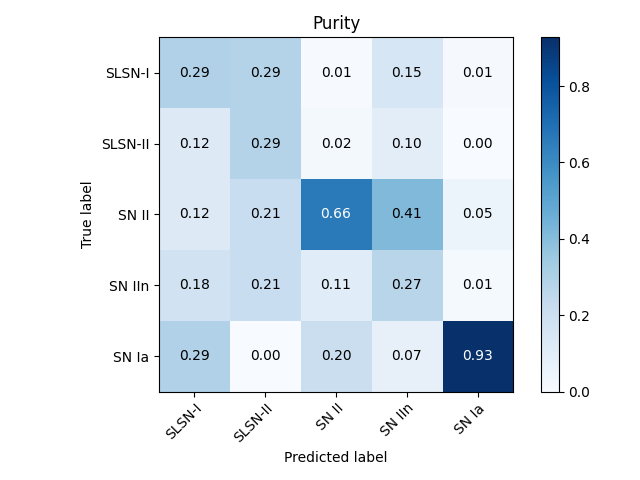 Purity
True label
SLSN-I 0.29 0.29 0.01 0.15 0.01
SLSN-II 0.12 0.29 0.02 0.10 0.00
SN II 0.12 0.21 0.66 0.41 0.05
SN IIn 0.18 0.21 0.11 0.27 0.01
SN Ia 0.29 0.00 0.20 0.07 0.93
SLSN-I SLSN-II SN II SN IIn SN Ia
Predicted label
0.8
0.6
0.4
0.2
0.0